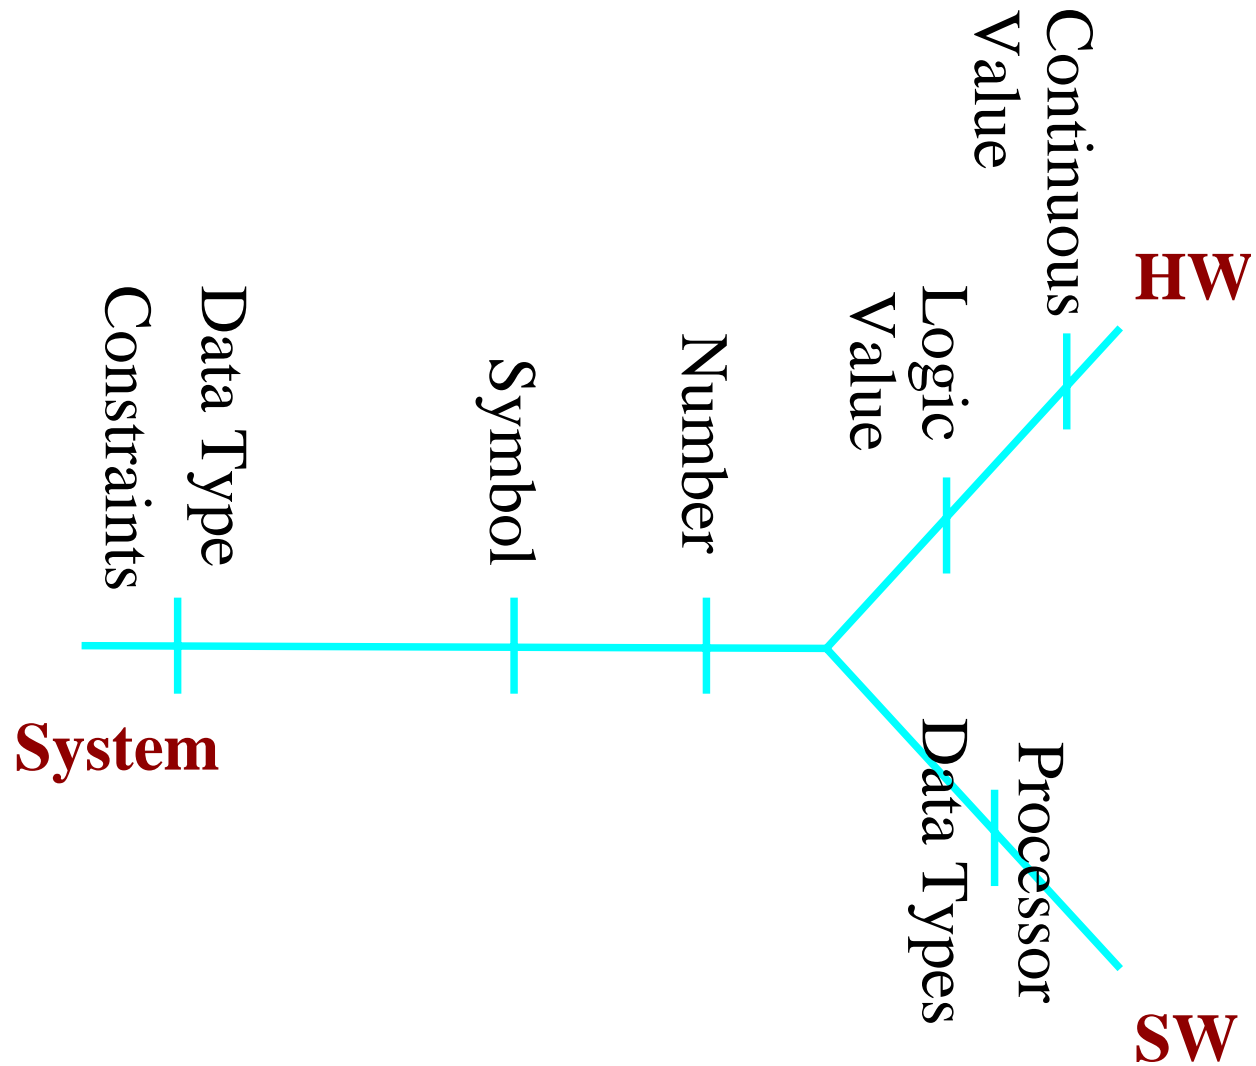 Continuous
Value
HW
Logic
Value
Number
Symbol
Data Type
Constraints
System
Processor
Data Types
SW